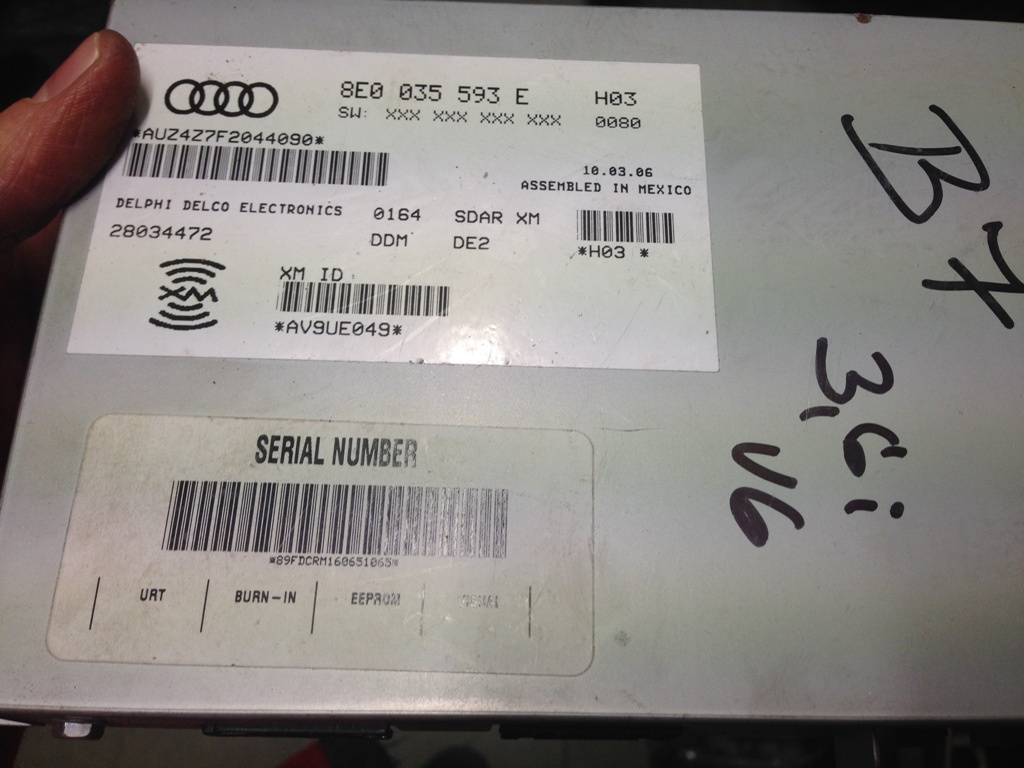 8E0 035 593 E H03
SW: XXX XXX XXX XXX 0080
*AUZ4Z7F2044090*
10.03.06
ASSEMBLED IN MEXICO
DELPHI DELCO ELECTRONICS 0164 SDAR XM
28034472 DDM DE2
*H03 *
XM ID
XM
*AV9UE049*
SERIAL NUMBER
*89FDCRM160651065*
URT BURN-IN EEPROM
B7
3,6i
V6